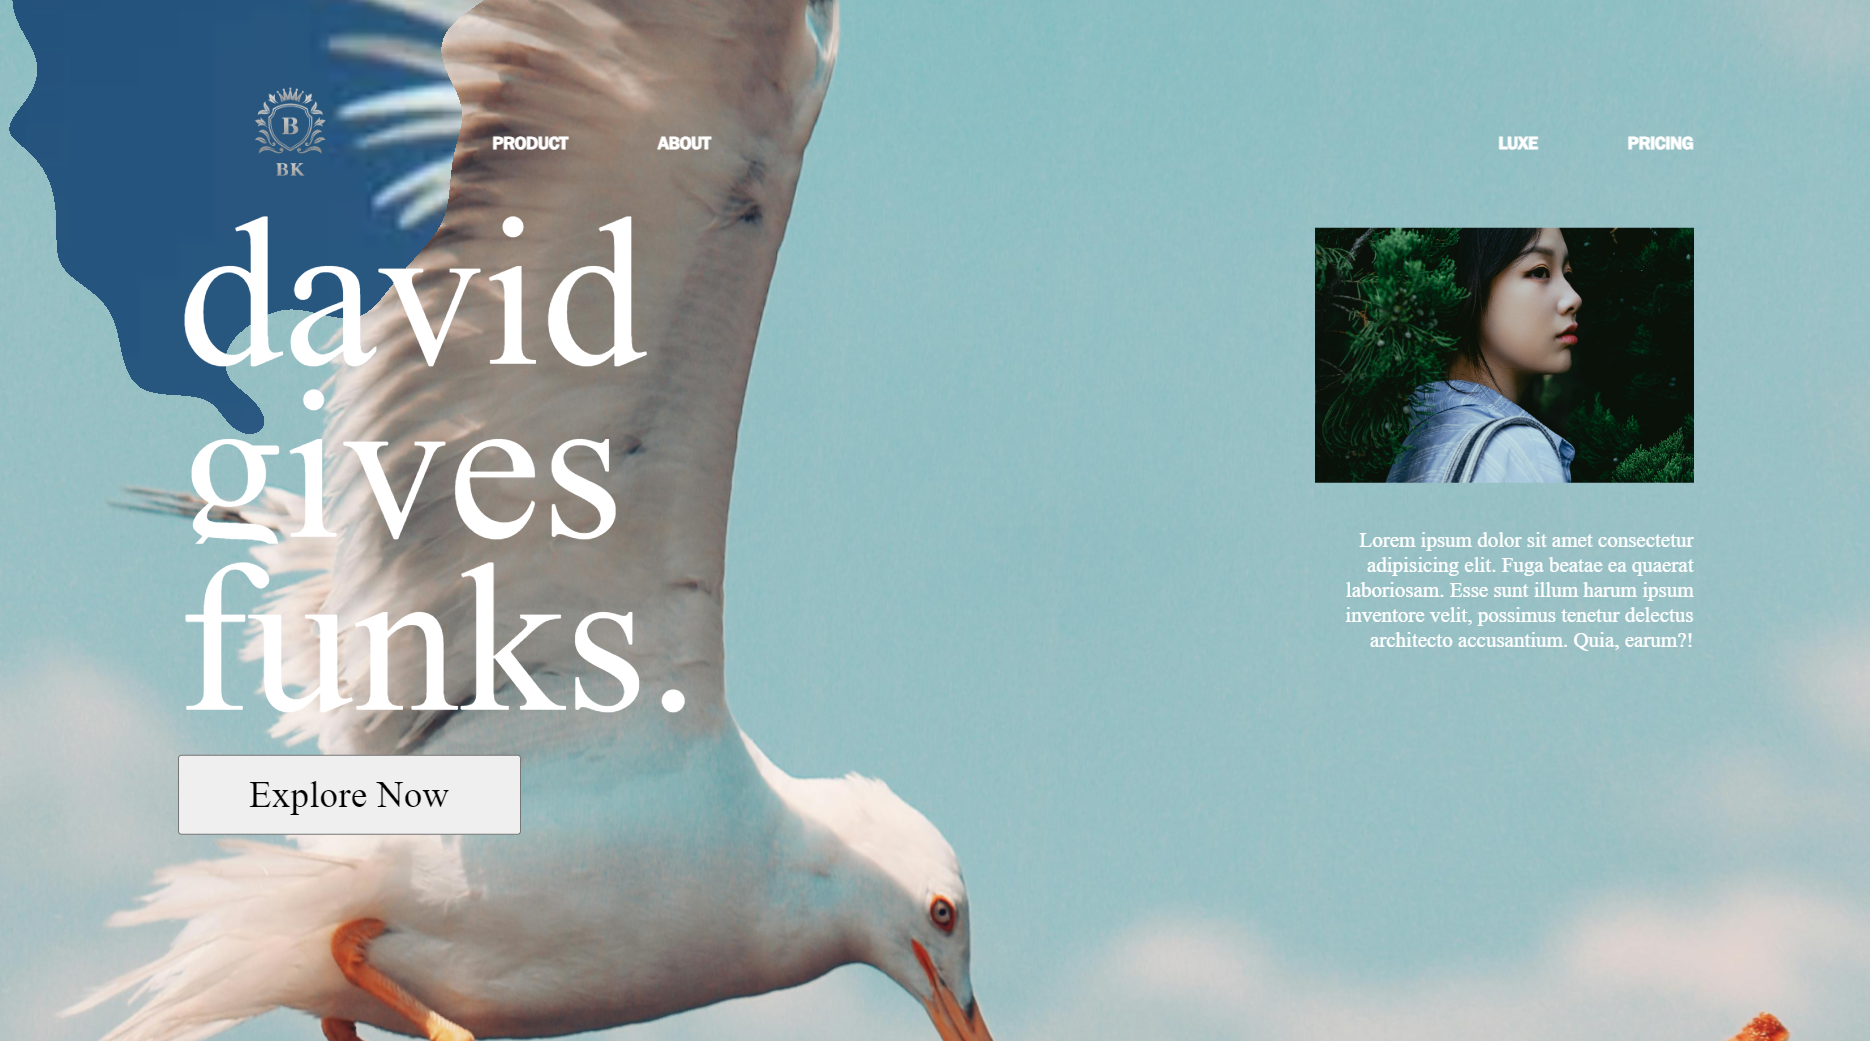 B
BK
PRODUCT
ABOUT
LUXE
PRICING
david
gives
funks.
Explore Now
Lorem ipsum dolor sit amet consectetur
adipisicing elit. Fuga beatae ea quaerat
laboriosam. Esse sunt illum harum ipsum
inventore velit, possimus tenetur delectus
architecto accusantium. Quia, earum?!